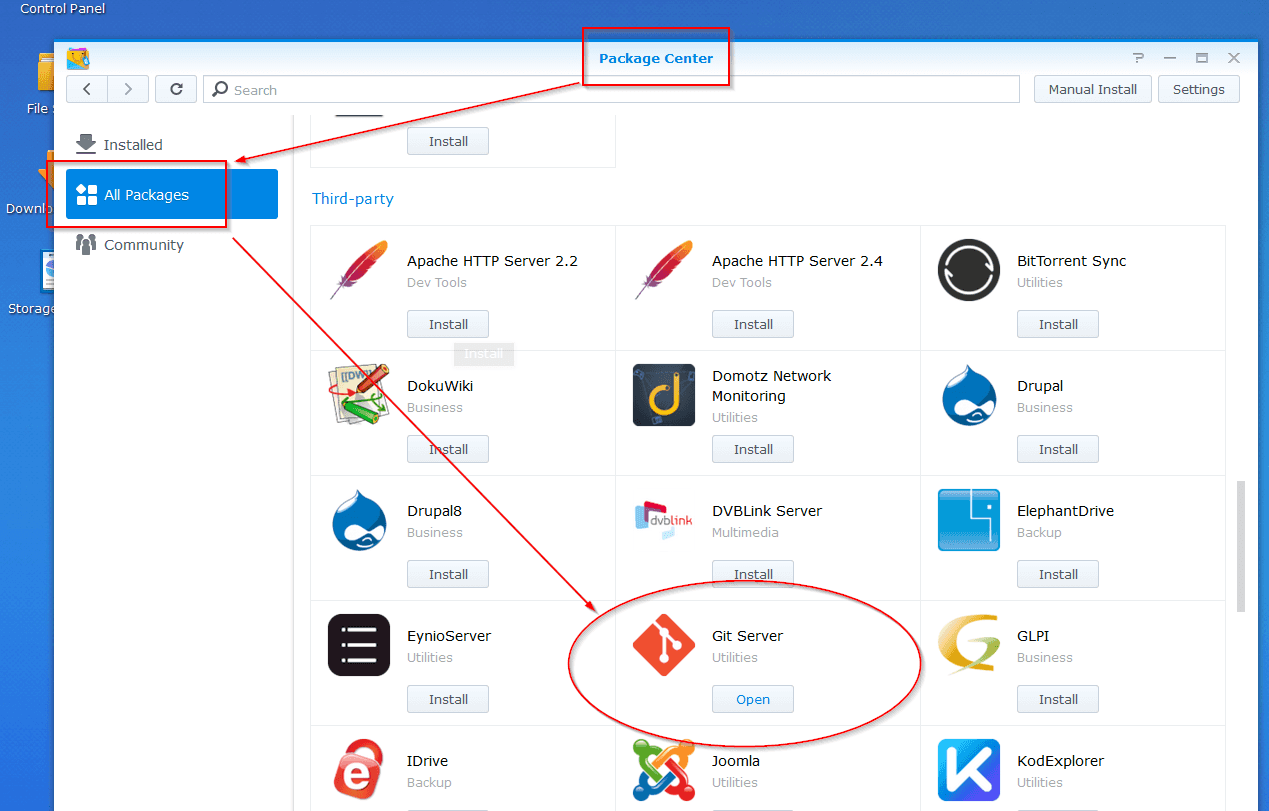 Control Panel
Package Center
Search
Manual Install
Settings
File
Installed
Install
All Packages
Third-party
Downlo
Community
Apache HTTP Server 2.2
Apache HTTP Server 2.4
BitTorrent Sync
Dev Tools
Dev Tools
Utilities
Storage
Install
Install
Install
Install
[[DW]]
DokuWiki
Domotz Network
Monitoring
Drupal
Business
Utilities
Business
Install
Install
Install
Drupal8
DVBLink Server
ElephantDrive
dvblink
Business
Multimedia
Backup
Install
Install
Install
EynioServer
Git Server
GLPI
Utilities
Utilities
Business
Install
Open
Install
IDrive
Joomla
KodExplorer
Backup
Utilities
Utilities